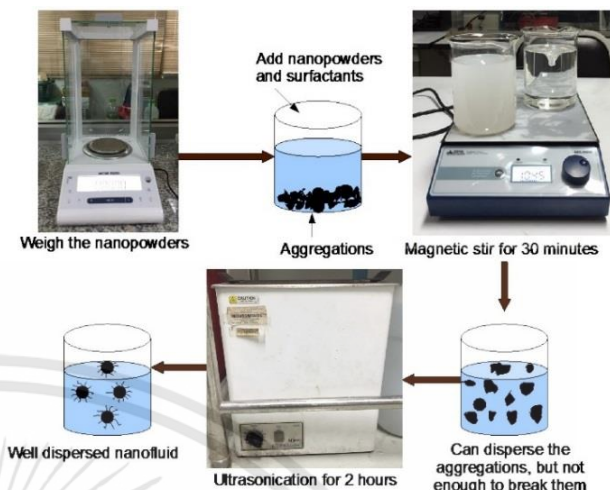 Add nanopowders
and surfactants
Weigh the nanopowders
Aggregations
Magnetic stir for 30 minutes
1045
Well dispersed nanofluid
Ultrasonication for 2 hours
Can disperse the
aggregations, but not
enough to break them